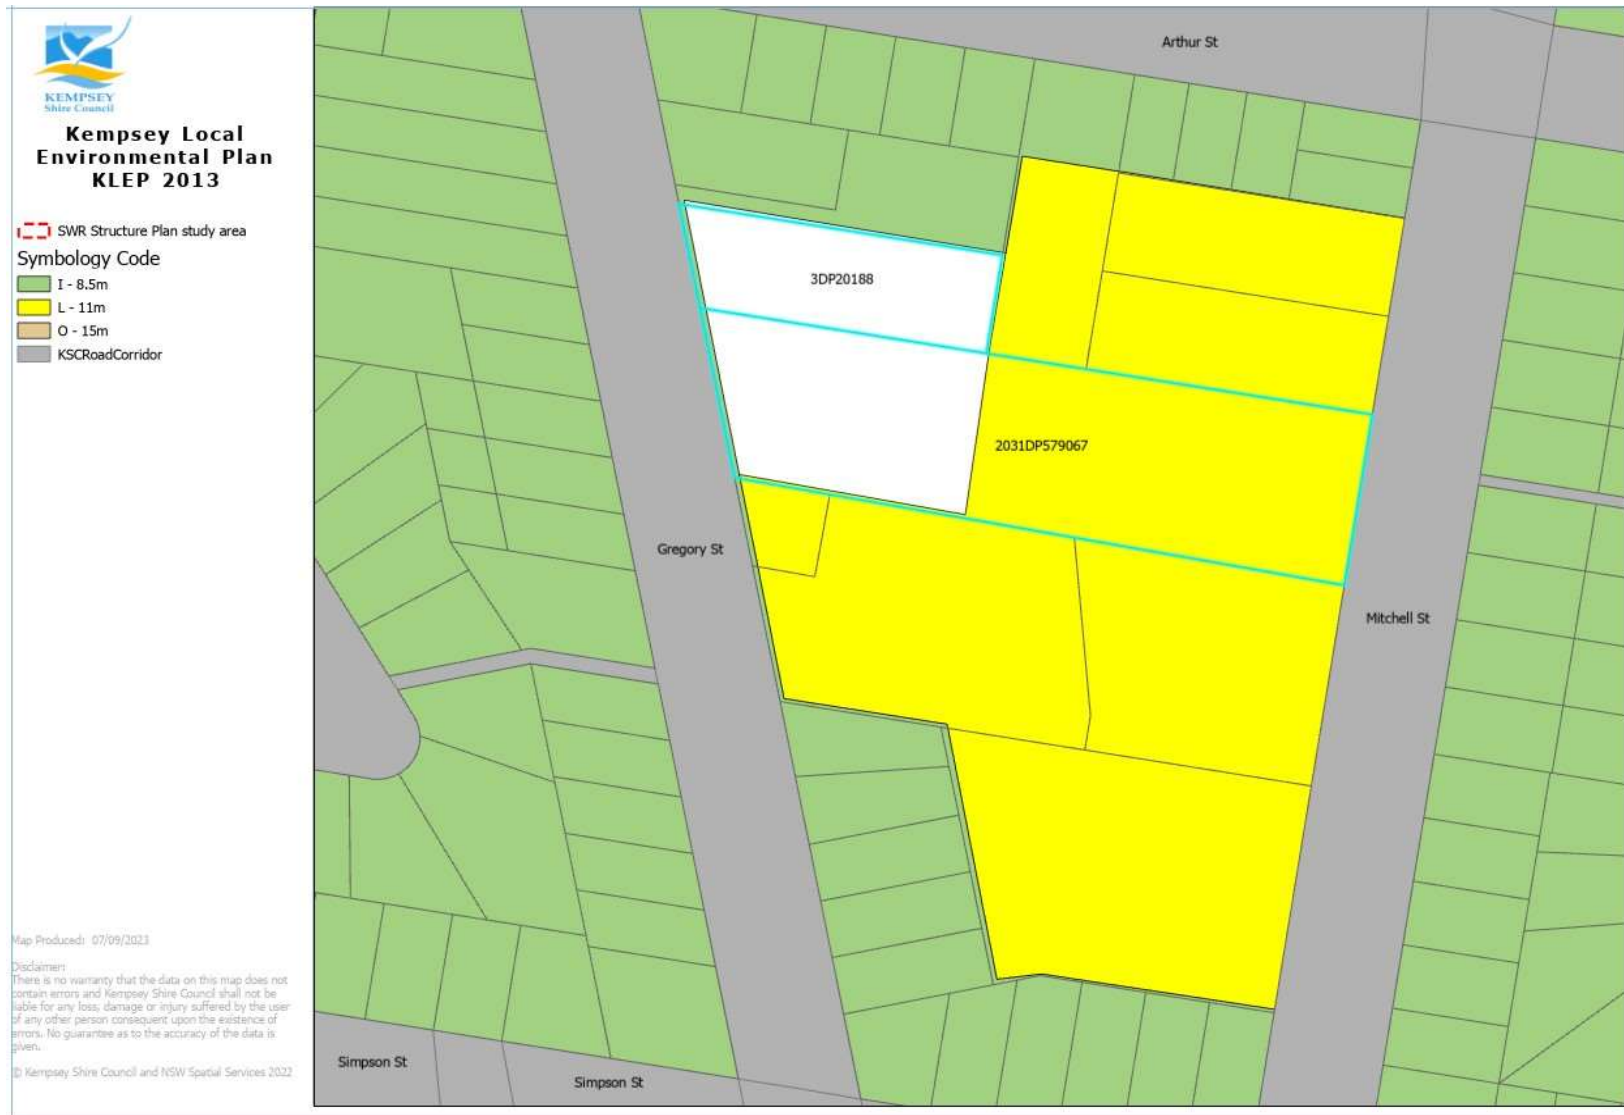 KEMPSEY
Shire Council
Kempsey Local
Environmental Plan
KLEP 2013
SWR Structure Plan study area
Symbology Code
I - 8.5m
L - 11m
O - 15m
KSCRoadCorridor
Arthur St
3DP20188
2031DP579067
Gregory St
Mitchell St
Map Produced: 07/09/2023
Disclaimer:
There is no warranty that the data on this map does not
contain errors and Kempsey Shire Council shall not be
liable for any loss, damage or injury suffered by the user
of any other person consequent upon the existence of
errors. No guarantee as to the accuracy of the data is
given.
© Kempsey Shire Council and NSW Spatial Services 2022
Simpson St
Simpson St